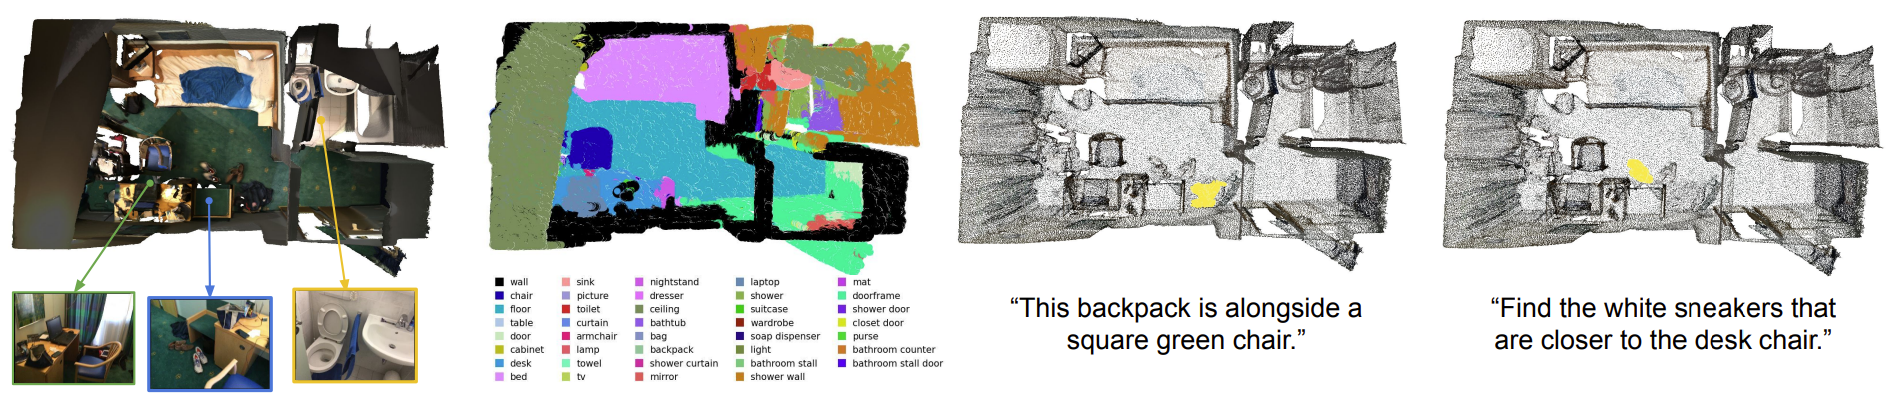 wall
chair
floor
table
door
cabinet
desk
bed
sink
picture
toilet
curtain
armchair
lamp
towel
tv
nightstand
dresser
ceiling
bathtub
bag
backpack
shower curtain
mirror
laptop
shower
suitcase
wardrobe
soap dispenser
light
bathroom stall
shower wall
mat
doorframe
shower door
closet door
purse
bathroom counter
bathroom stall door
“This backpack is alongside a
square green chair.”
“Find the white sneakers that
are closer to the desk chair.”